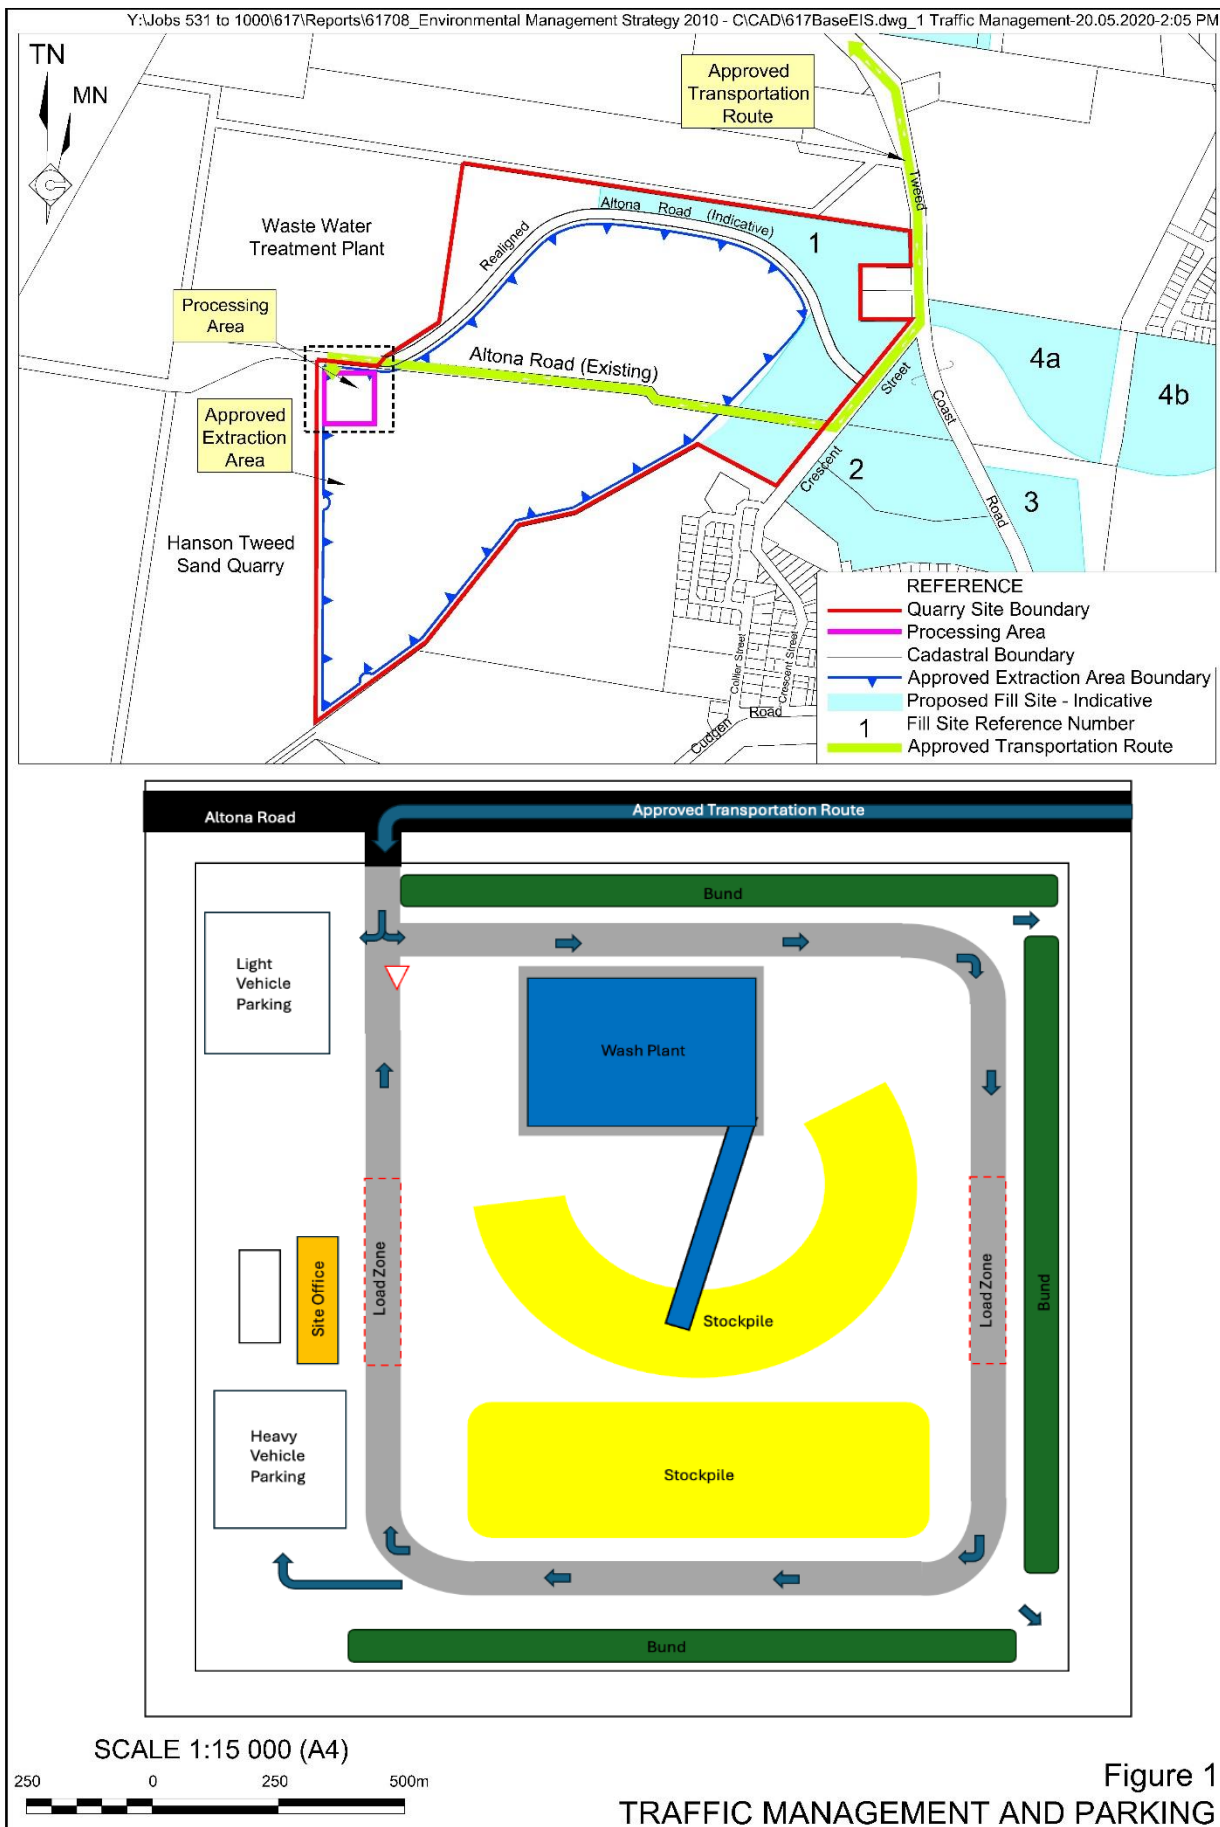 Y:\Jobs 531 to 1000\617\Reports\61708_Environmental Management Strategy 2010 - C\CAD\617BaseEIS.dwg_1 Traffic Management-20.05.2020-2:05 PM
TN
MN
Approved
Transportation
Route
Tweed
Waste Water
Treatment Plant
Realigned
Altona Road (Indicative)
1
Processing
Area
Altona Road (Existing)
Street
4a
4b
Approved
Extraction
Area
Coast
Crescent
2
3
Road
Hanson Tweed
Sand Quarry
Collier Street
Crescent Street
Cudgen
Road
REFERENCE
Quarry Site Boundary
Processing Area
Cadastral Boundary
Approved Extraction Area Boundary
Proposed Fill Site - Indicative
1 Fill Site Reference Number
Approved Transportation Route
Altona Road
Approved Transportation Route
Bund
Light
Vehicle
Parking
Wash Plant
Site Office
Load Zone
Load Zone
Bund
Stockpile
Heavy
Vehicle
Parking
Stockpile
Bund
SCALE 1:15 000 (A4)
250 0 250 500m
Figure 1
TRAFFIC MANAGEMENT AND PARKING